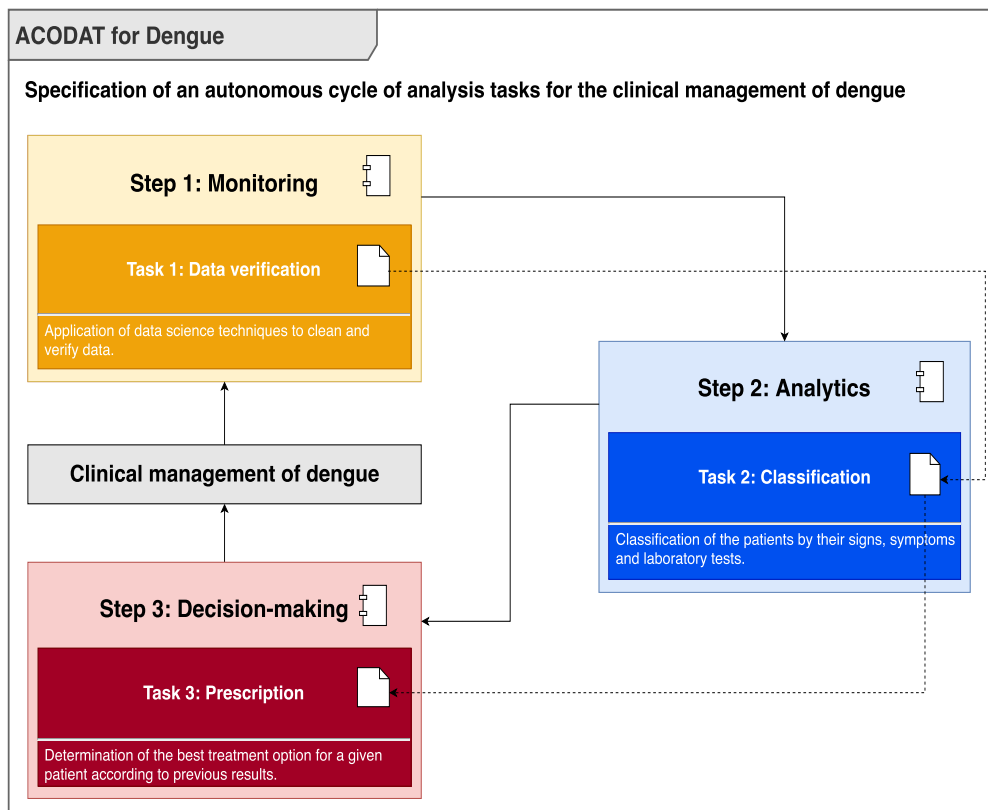 ACODAT for Dengue
Specification of an autonomous cycle of analysis tasks for the clinical management of dengue
Step 1: Monitoring
Task 1: Data verification
Application of data science techniques to clean and
verify data.
Step 2: Analytics
Task 2: Classification
Classification of the patients by their signs, symptoms
and laboratory tests.
Clinical management of dengue
Step 3: Decision-making
Task 3: Prescription
Determination of the best treatment option for a given
patient according to previous results.